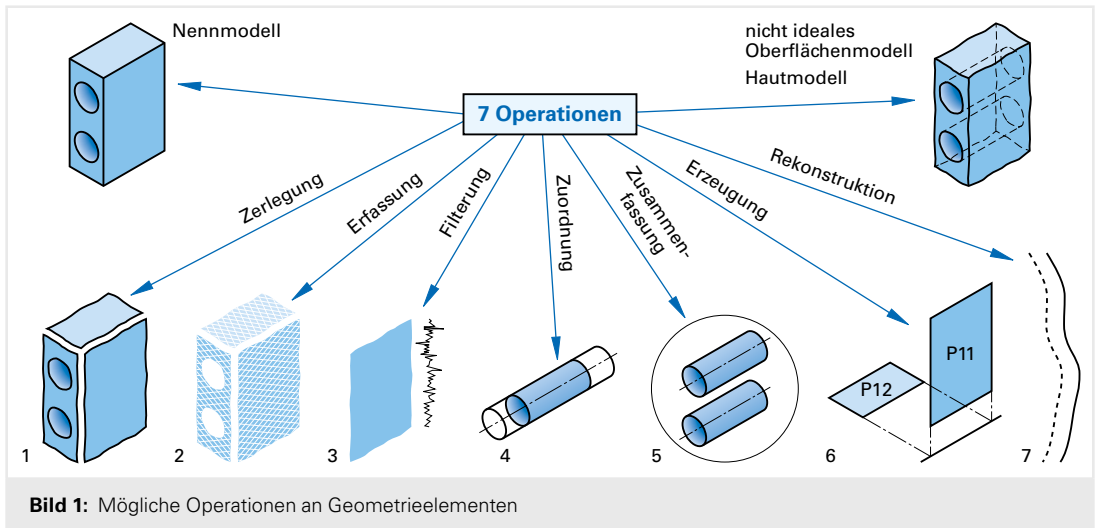 Nennmodell
nicht ideales
Oberflächenmodell
Hautmodell
7 Operationen
Zerlegung
Erfassung
Filterung
Zuordnung
Zusammen-
fassung
Erzeugung
Rekonstruktion
P11
P12
1
2
3
4
5
6
7
Bild 1: Mögliche Operationen an Geometrieelementen